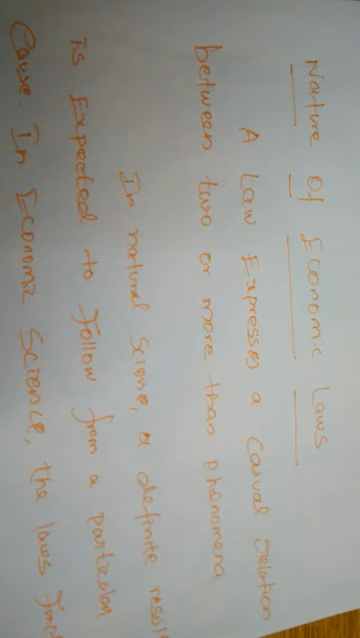 Nature Of Economic Laws
A Law Expresses a Casual Relation
between two or more than phenomena
In natural Science, a definite result
is Expected to follow from a particular
Cause. In Economic Science, the laws